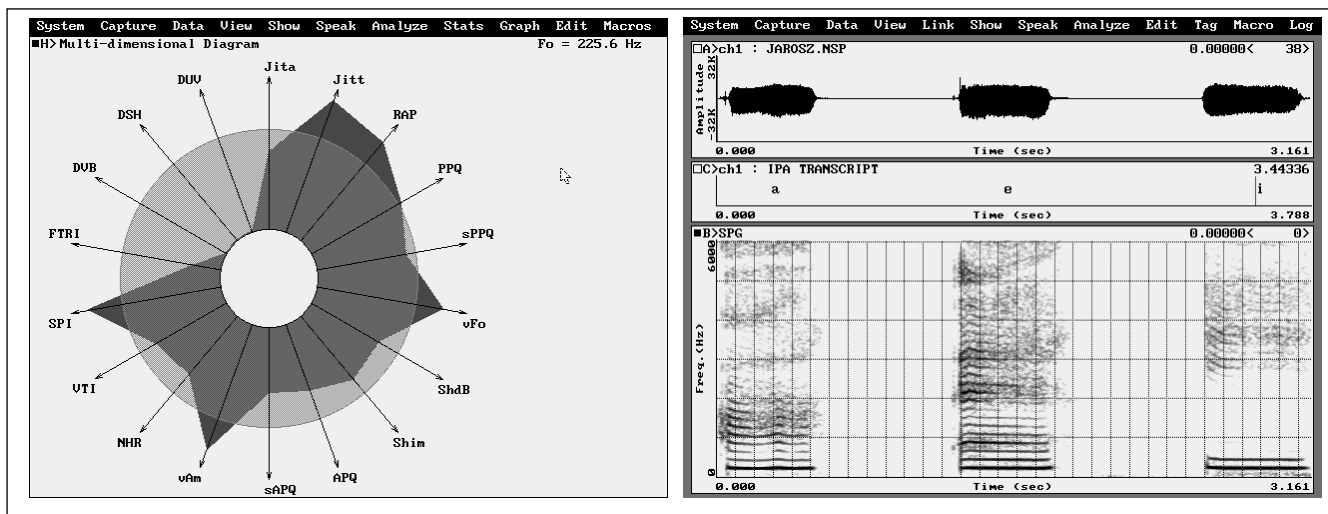 System Capture Data View Show Speak Analyze Stats Graph Edit Macros
■H>Multi-dimensional Diagram Fo = 225.6 Hz
Jita
DUV Jitt
DSH RAP
DVB PPQ
FTRI sPPQ
SPI vFo
VTI ShdB
NHR Shim
vAm APQ
sAPQ
System Capture Data View Link Show Speak Analyze Edit Tag Macro Log
□A>ch1 : JAROSZ.NSP 0.00000< 38>
Amplitude
-32K 32K
0.000 Time (sec) 3.161
□C>ch1 : IPA TRANSCRIPT 3.44336
a e i
0.000 Time (sec) 3.788
■B>SPG 0.00000< 0>
6000
Freq.(Hz)
0
0.000 Time (sec) 3.161